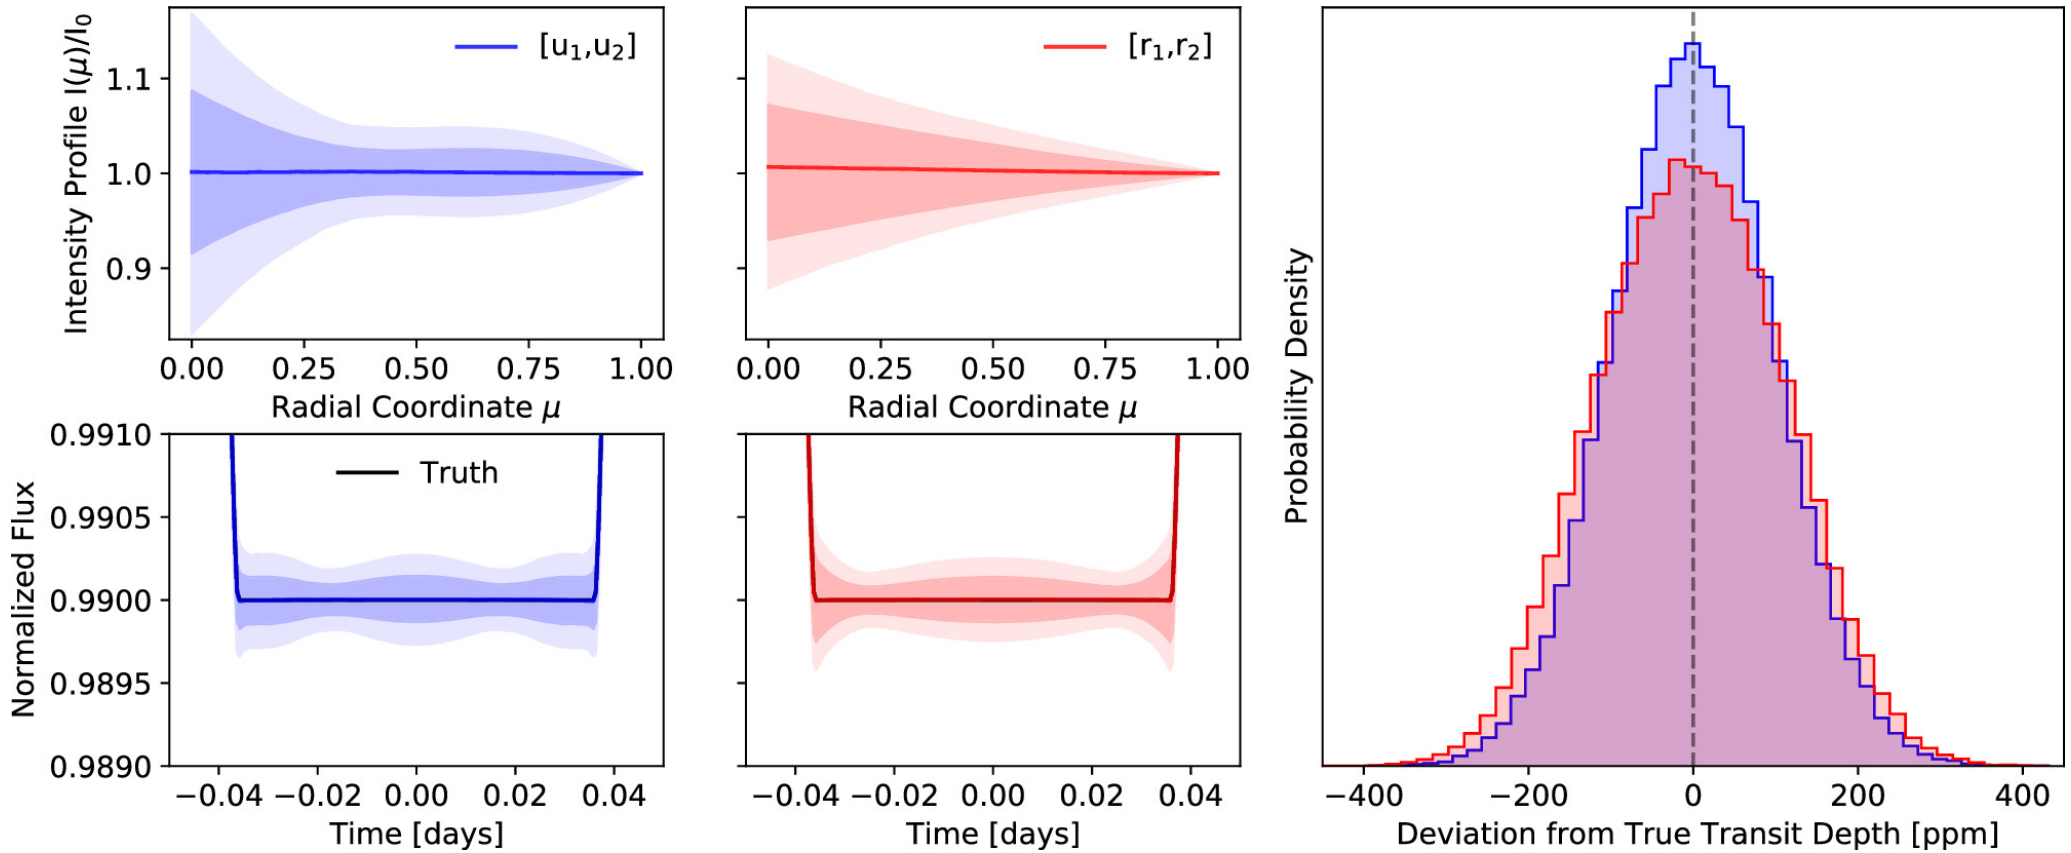 Intensity Profile I(μ)/I₀
1.1
1.0
0.9
[u₁,u₂]
0.00 0.25 0.50 0.75 1.00
Radial Coordinate μ
[r₁,r₂]
0.00 0.25 0.50 0.75 1.00
Radial Coordinate μ
Normalized Flux
0.9910
0.9905
0.9900
0.9895
0.9890
Truth
−0.04 −0.02 0.00 0.02 0.04
Time [days]
−0.04 −0.02 0.00 0.02 0.04
Time [days]
Probability Density
−400 −200 0 200 400
Deviation from True Transit Depth [ppm]